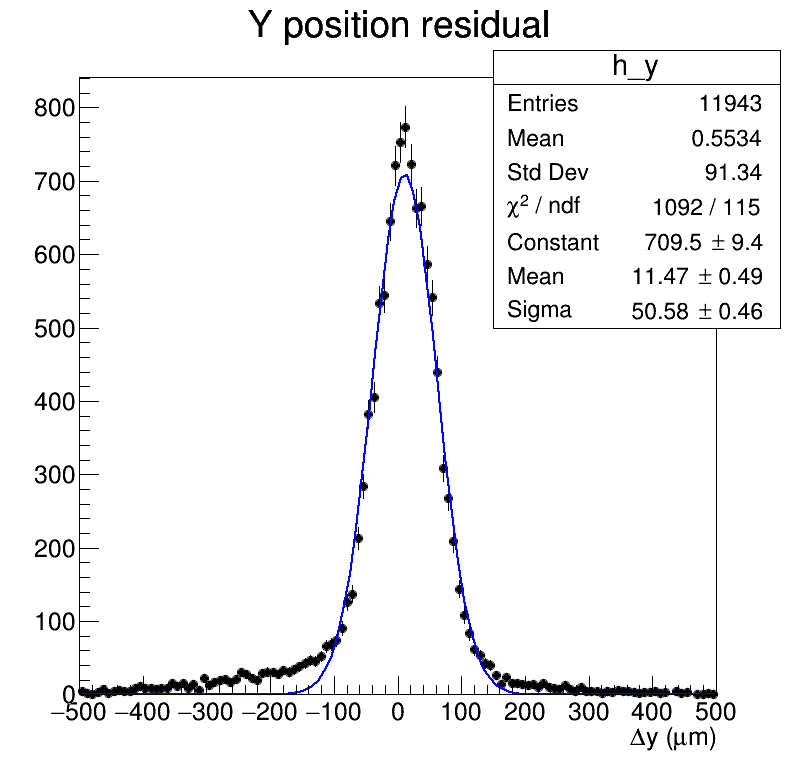 Y position residual
h_y
Entries 11943
Mean 0.5534
Std Dev 91.34
χ² / ndf 1092 / 115
Constant 709.5 ± 9.4
Mean 11.47 ± 0.49
Sigma 50.58 ± 0.46
800
700
600
500
400
300
200
100
0
−500 −400 −300 −200 −100 0 100 200 300 400 500
Δy (μm)